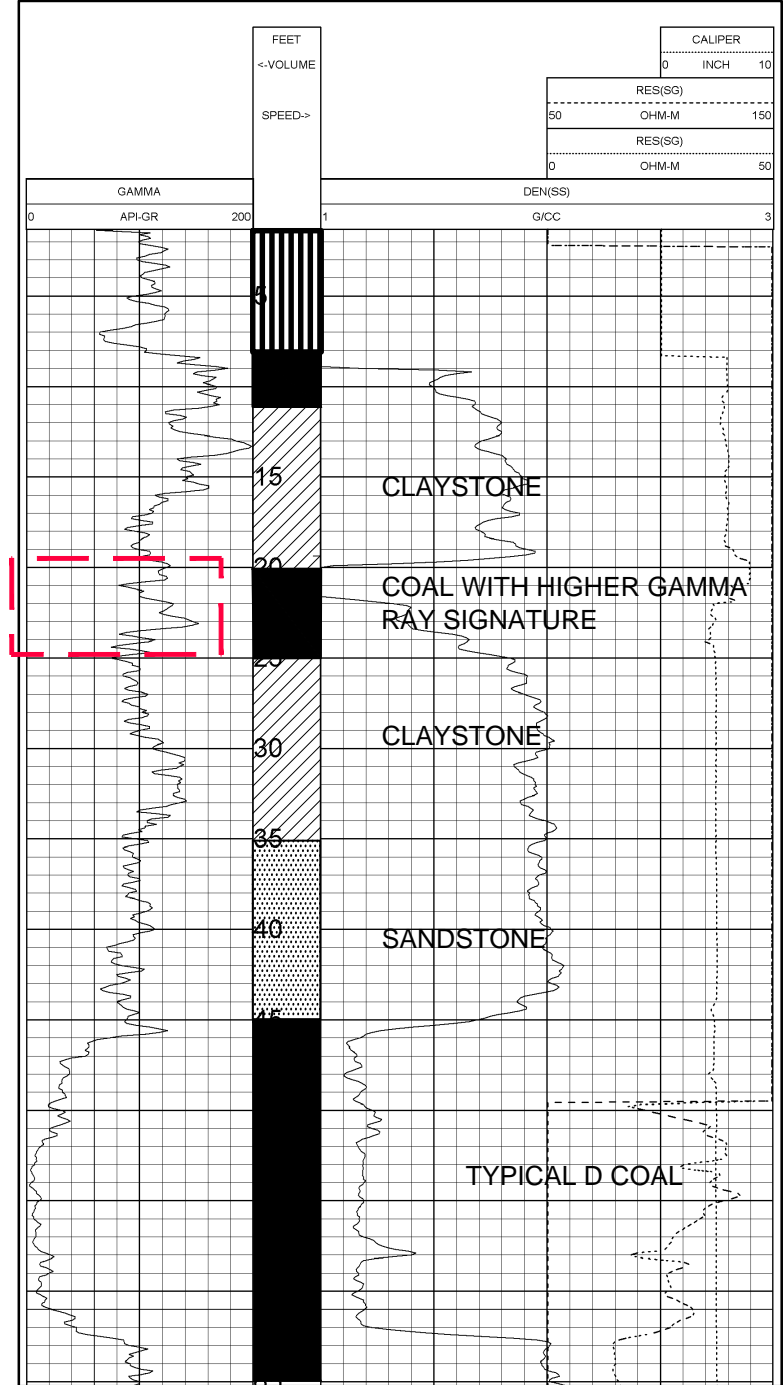 FEET
<-VOLUME
SPEED->
CALIPER
0 INCH 10
RES(SG)
50 OHM-M 150
RES(SG)
0 OHM-M 50
GAMMA
0 API-GR 200
DEN(SS)
1 G/CC 3
5
15
CLAYSTONE
20
COAL WITH HIGHER GAMMA
RAY SIGNATURE
25
30
CLAYSTONE
35
40
SANDSTONE
45
TYPICAL D COAL